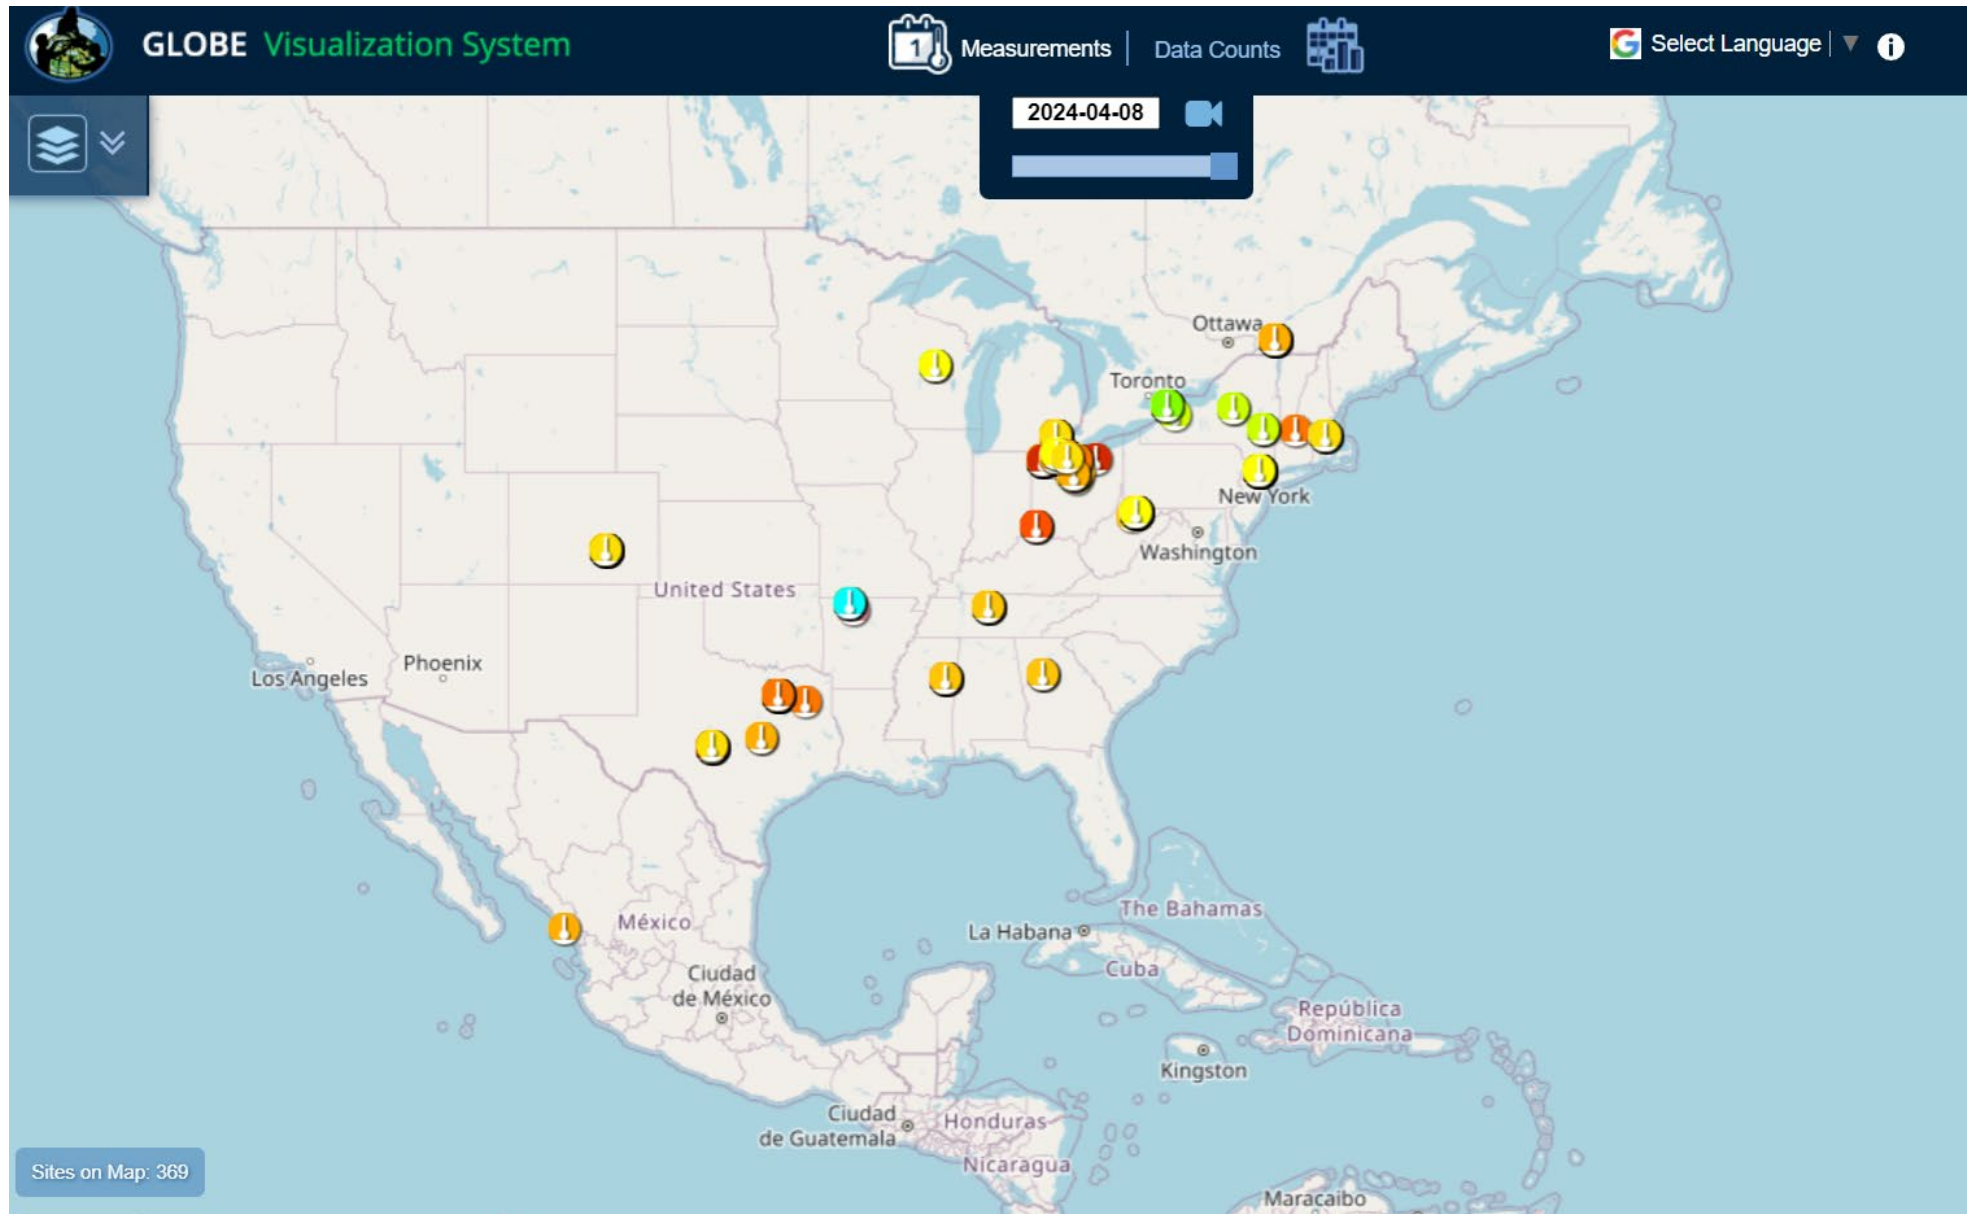 GLOBE Visualization System
1
Measurements
Data Counts
Select Language
2024-04-08
Ottawa
Toronto
New York
Washington
United States
Phoenix
Los Angeles
The Bahamas
México
La Habana
Cuba
Ciudad
de México
República
Dominicana
Kingston
Ciudad
de Guatemala
Honduras
Nicaragua
Sites on Map: 369
Maracaibo